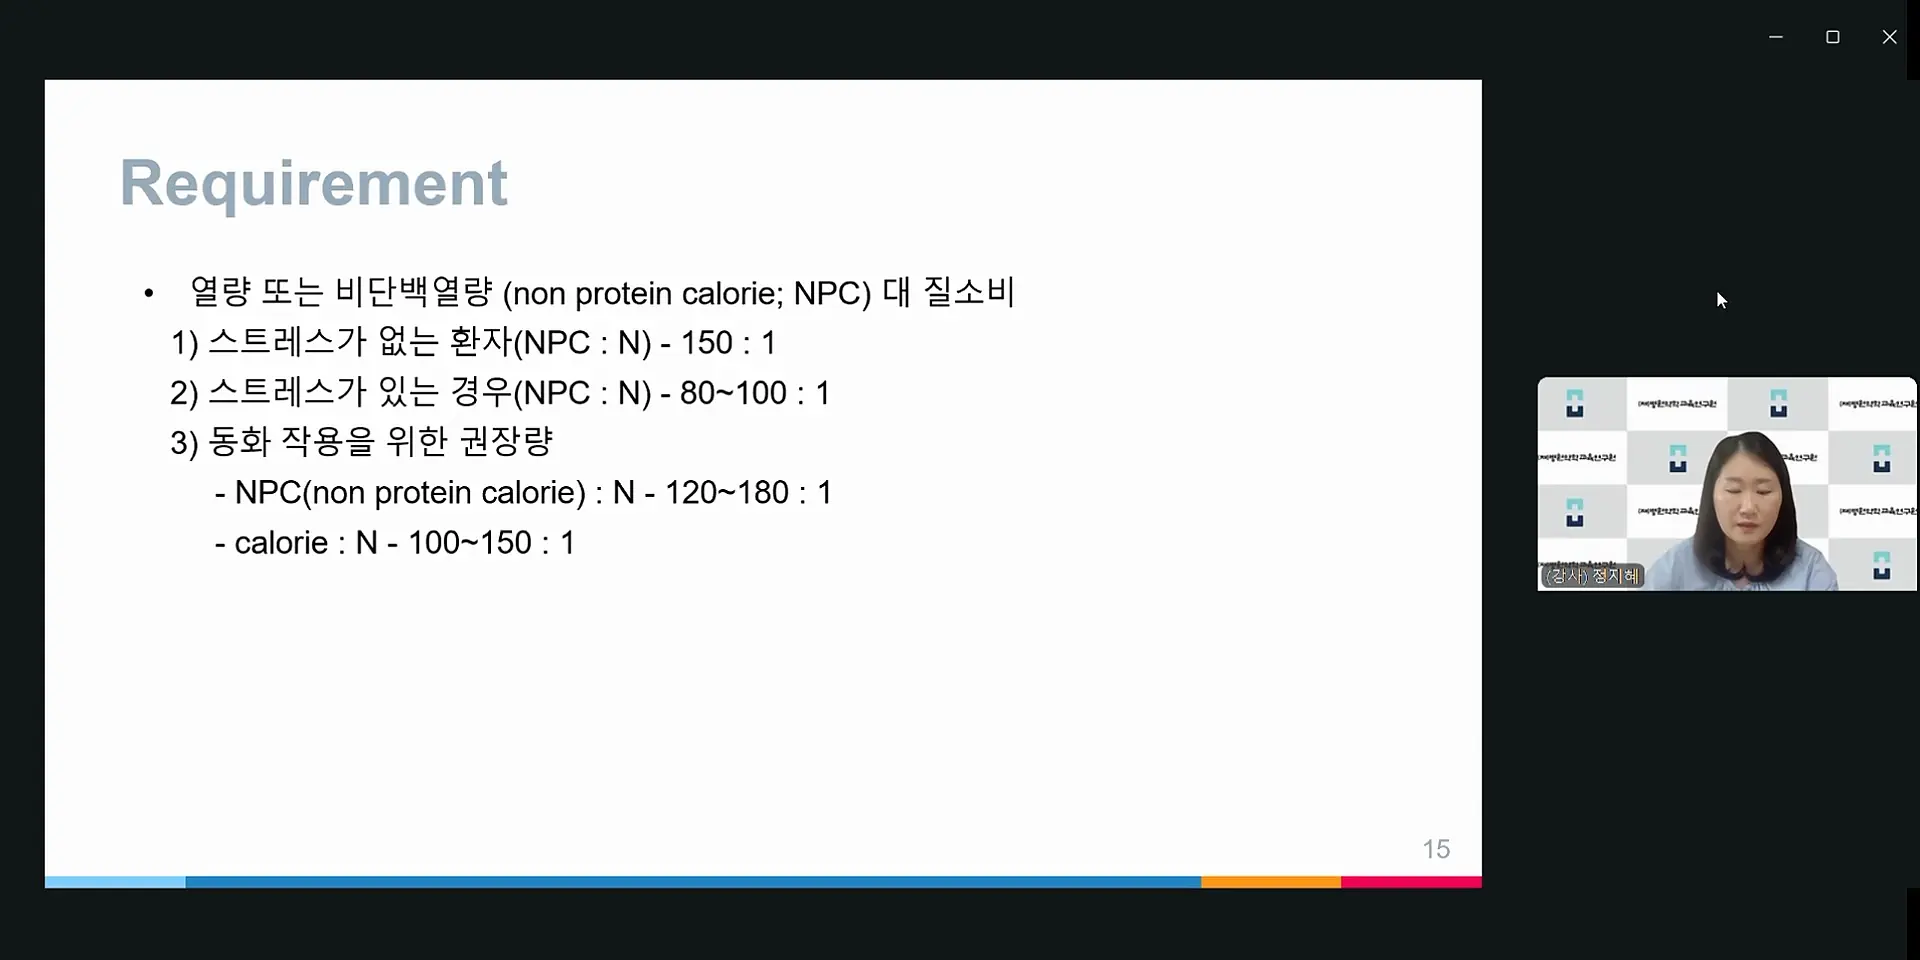 Requirement
• 열량 또는 비단백열량 (non protein calorie; NPC) 대 질소비
1) 스트레스가 없는 환자(NPC : N) - 150 : 1
2) 스트레스가 있는 경우(NPC : N) - 80~100 : 1
3) 동화 작용을 위한 권장량
- NPC(non protein calorie) : N - 120~180 : 1
- calorie : N - 100~150 : 1
15
(강사) 정지혜